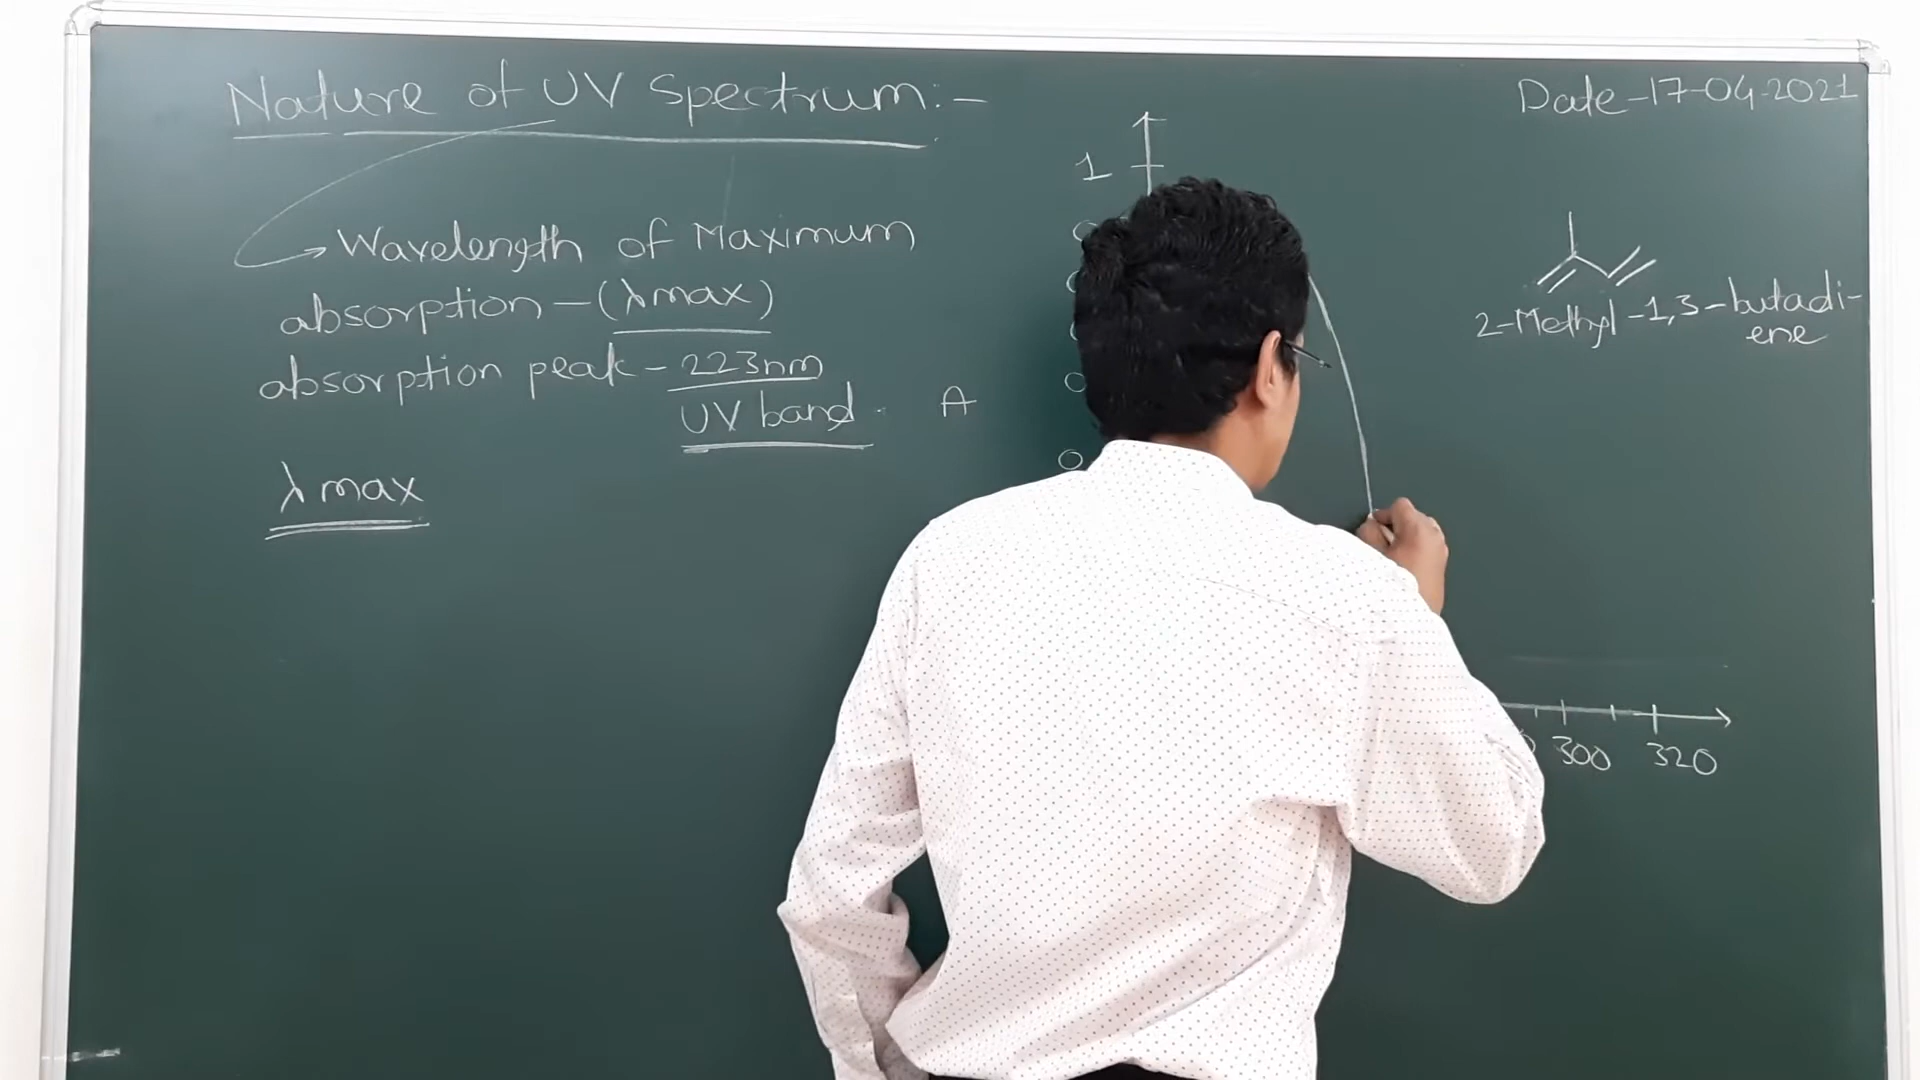 Nature of UV Spectrum:-
Date-17-04-2021
Wavelength of Maximum
absorption-(λmax)
absorption peak-223nm
UV band.
λmax
A
1
2-Methyl-1,3-butadi-
ene
300
320